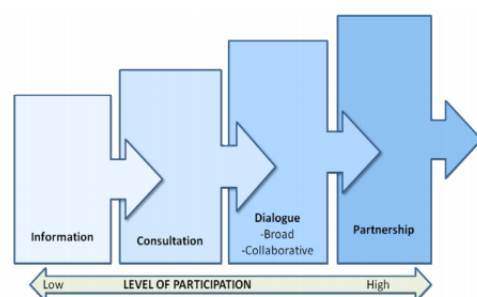 Information
Consultation
Dialogue
-Broad
-Collaborative
Partnership
Low LEVEL OF PARTICIPATION High